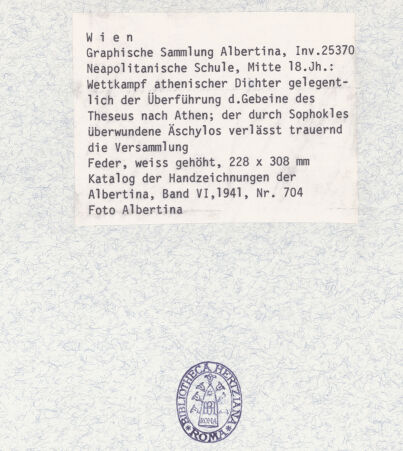 W i e n
Graphische Sammlung Albertina, Inv.25370
Neapolitanische Schule, Mitte 18.Jh.:
Wettkampf athenischer Dichter gelegent-
lich der Überführung d.Gebeine des
Theseus nach Athen; der durch Sophokles
überwundene Äschylos verlässt trauernd
die Versammlung
Feder, weiss gehöht, 228 x 308 mm
Katalog der Handzeichnungen der
Albertina, Band VI,1941, Nr. 704
Foto Albertina
BIBLIOTHECA HERTZIANA
ROMA